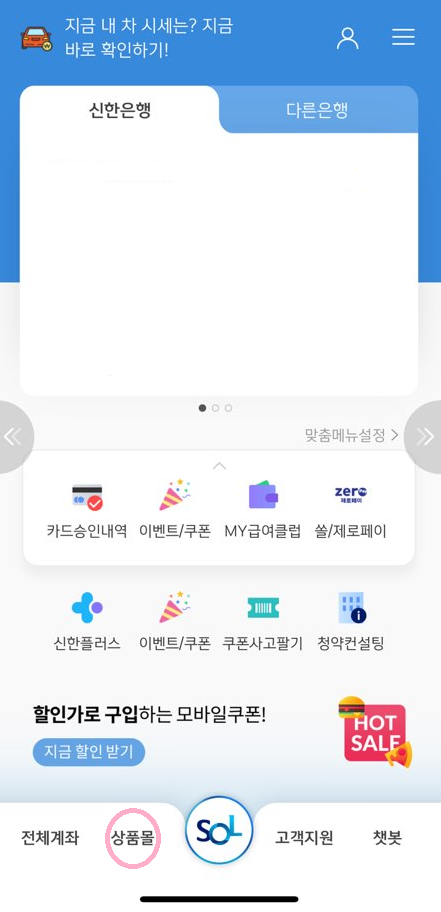 지금 내 차 시세는? 지금
바로 확인하기!
신한은행 다른은행
맞춤메뉴설정
zero
제로페이
카드승인내역 이벤트/쿠폰 MY급여클럽 쏠/제로페이
신한플러스 이벤트/쿠폰 쿠폰사고팔기 청약컨설팅
할인가로 구입하는 모바일쿠폰!
지금 할인 받기
HOT
SALE
전체계좌 상품몰 SOL 고객지원 챗봇